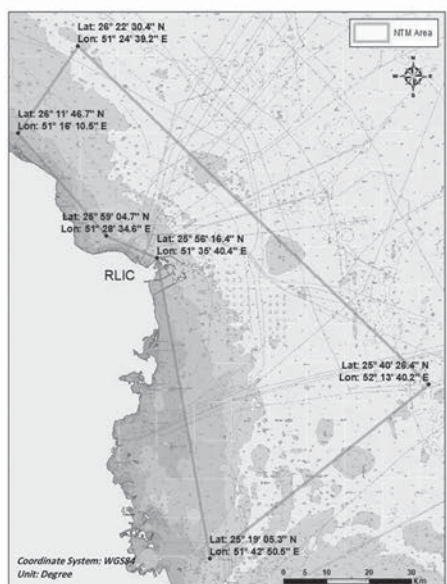 Lat: 26° 22' 30.4" N
Lon: 51° 24' 39.2" E
NTM Area
N
W E
S
Lat: 26° 11' 46.7" N
Lon: 51° 16' 10.5" E
Lat: 26° 59' 04.7" N
Lon: 51° 28' 34.6" E
Lat: 25° 56' 16.4" N
Lon: 51° 35' 40.4" E
RLIC
Lat: 25° 40' 26.4" N
Lon: 52° 13' 40.2" E
Lat: 25° 19' 05.3" N
Lon: 51° 42' 50.5" E
Coordinate System: WGS84
Unit: Degree
0 5 10 20 30
Km